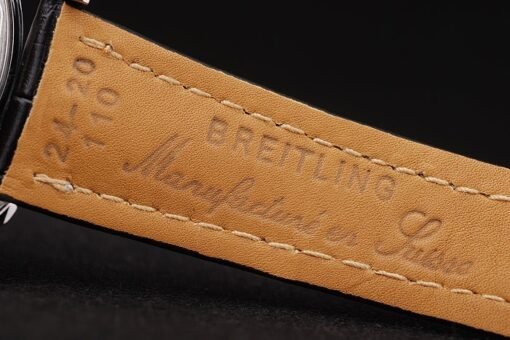 24-20
110
BREITLING
Manufacturé en Suisse